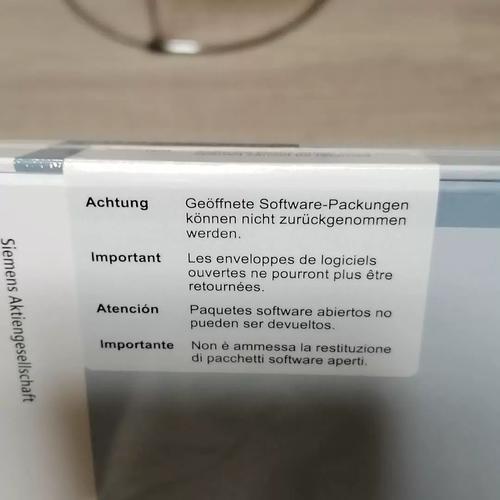 Achtung Geöffnete Software-Packungen
können nicht zurückgenommen
werden.
Important Les enveloppes de logiciels
ouvertes ne pourront plus être
retournées.
Atención Paquetes software abiertos no
pueden ser devueltos.
Importante Non è ammessa la restituzione
di pacchetti software aperti.
Siemens Aktiengesellschaft